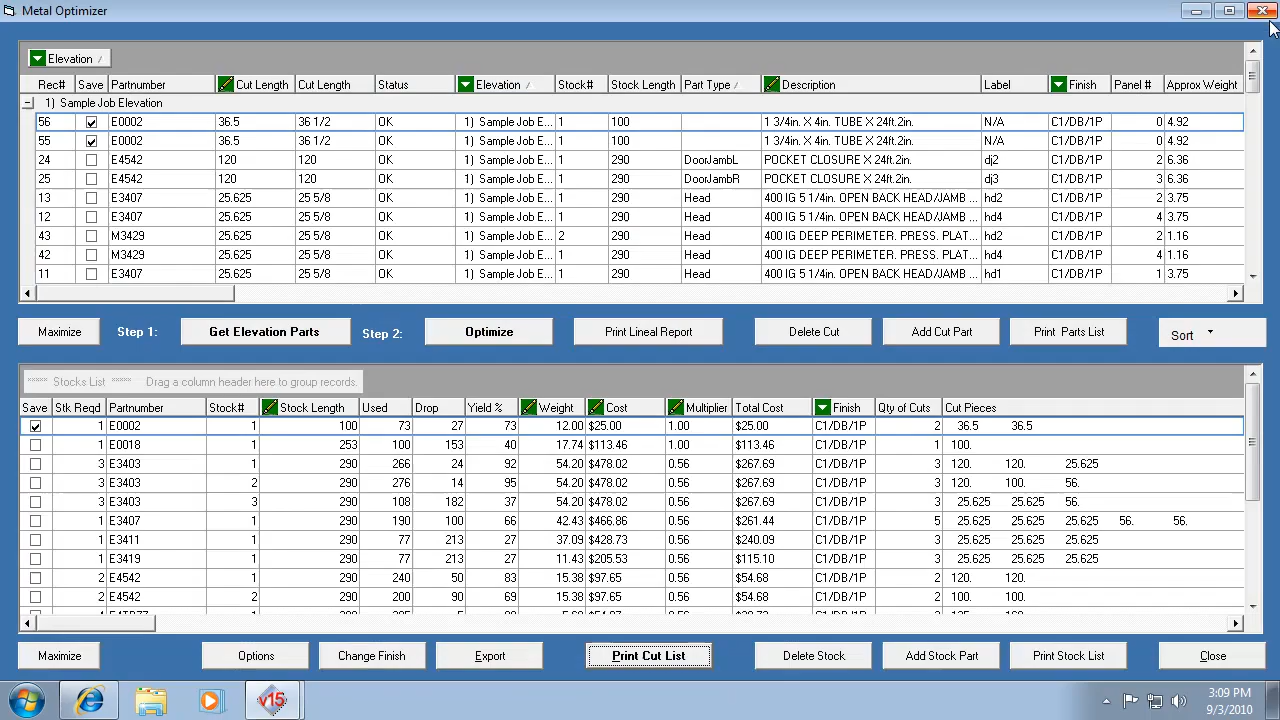 Metal Optimizer
Elevation
Rec# Save Partnumber Cut Length Cut Length Status Elevation Stock# Stock Length Part Type Description Label Finish Panel # Approx Weight
1) Sample Job Elevation
56 E0002 36.5 36 1/2 OK 1) Sample Job E... 1 100 1 3/4in. X 4in. TUBE X 24ft.2in. N/A C1/DB/1P 0 4.92
55 E0002 36.5 36 1/2 OK 1) Sample Job E... 1 100 1 3/4in. X 4in. TUBE X 24ft.2in. N/A C1/DB/1P 0 4.92
24 E4542 120 120 OK 1) Sample Job E... 1 290 DoorJambL POCKET CLOSURE X 24ft.2in. dj2 C1/DB/1P 2 6.36
25 E4542 120 120 OK 1) Sample Job E... 1 290 DoorJambR POCKET CLOSURE X 24ft.2in. dj3 C1/DB/1P 3 6.36
13 E3407 25.625 25 5/8 OK 1) Sample Job E... 1 290 Head 400 IG 5 1/4in. OPEN BACK HEAD/JAMB ... hd2 C1/DB/1P 2 3.75
12 E3407 25.625 25 5/8 OK 1) Sample Job E... 1 290 Head 400 IG 5 1/4in. OPEN BACK HEAD/JAMB ... hd4 C1/DB/1P 4 3.75
43 M3429 25.625 25 5/8 OK 1) Sample Job E... 2 290 Head 400 IG DEEP PERIMETER. PRESS. PLAT ... hd2 C1/DB/1P 2 1.16
42 M3429 25.625 25 5/8 OK 1) Sample Job E... 1 290 Head 400 IG DEEP PERIMETER. PRESS. PLAT ... hd4 C1/DB/1P 4 1.16
11 E3407 25.625 25 5/8 OK 1) Sample Job E... 1 290 Head 400 IG 5 1/4in. OPEN BACK HEAD/JAMB ... hd1 C1/DB/1P 1 3.75
Maximize Step 1: Get Elevation Parts Step 2: Optimize Print Lineal Report Delete Cut Add Cut Part Print Parts List Sort
***** Stocks List ***** Drag a column header here to group records.
Save Stk Reqd Partnumber Stock# Stock Length Used Drop Yield % Weight Cost Multiplier Total Cost Finish Qty of Cuts Cut Pieces
1 E0002 1 100 73 27 73 12.00 $25.00 1.00 $25.00 C1/DB/1P 2 36.5 36.5
1 E0018 1 253 100 153 40 17.74 $113.46 1.00 $113.46 C1/DB/1P 1 100.
3 E3403 1 290 266 24 92 54.20 $478.02 0.56 $267.69 C1/DB/1P 3 120. 120. 25.625
3 E3403 2 290 276 14 95 54.20 $478.02 0.56 $267.69 C1/DB/1P 3 120. 100. 56.
3 E3403 3 290 108 182 37 54.20 $478.02 0.56 $267.69 C1/DB/1P 3 25.625 25.625 56.
1 E3407 1 290 190 100 66 42.43 $466.86 0.56 $261.44 C1/DB/1P 5 25.625 25.625 25.625 56. 56.
1 E3411 1 290 77 213 27 37.09 $428.73 0.56 $240.09 C1/DB/1P 3 25.625 25.625 25.625
1 E3419 1 290 77 213 27 11.43 $205.53 0.56 $115.10 C1/DB/1P 3 25.625 25.625 25.625
2 E4542 1 290 240 50 83 15.38 $97.65 0.56 $54.68 C1/DB/1P 2 120. 120.
2 E4542 2 290 200 90 69 15.38 $97.65 0.56 $54.68 C1/DB/1P 2 100. 100.
Maximize Options Change Finish Export Print Cut List Delete Stock Add Stock Part Print Stock List Close
v15
3:09 PM
9/3/2010